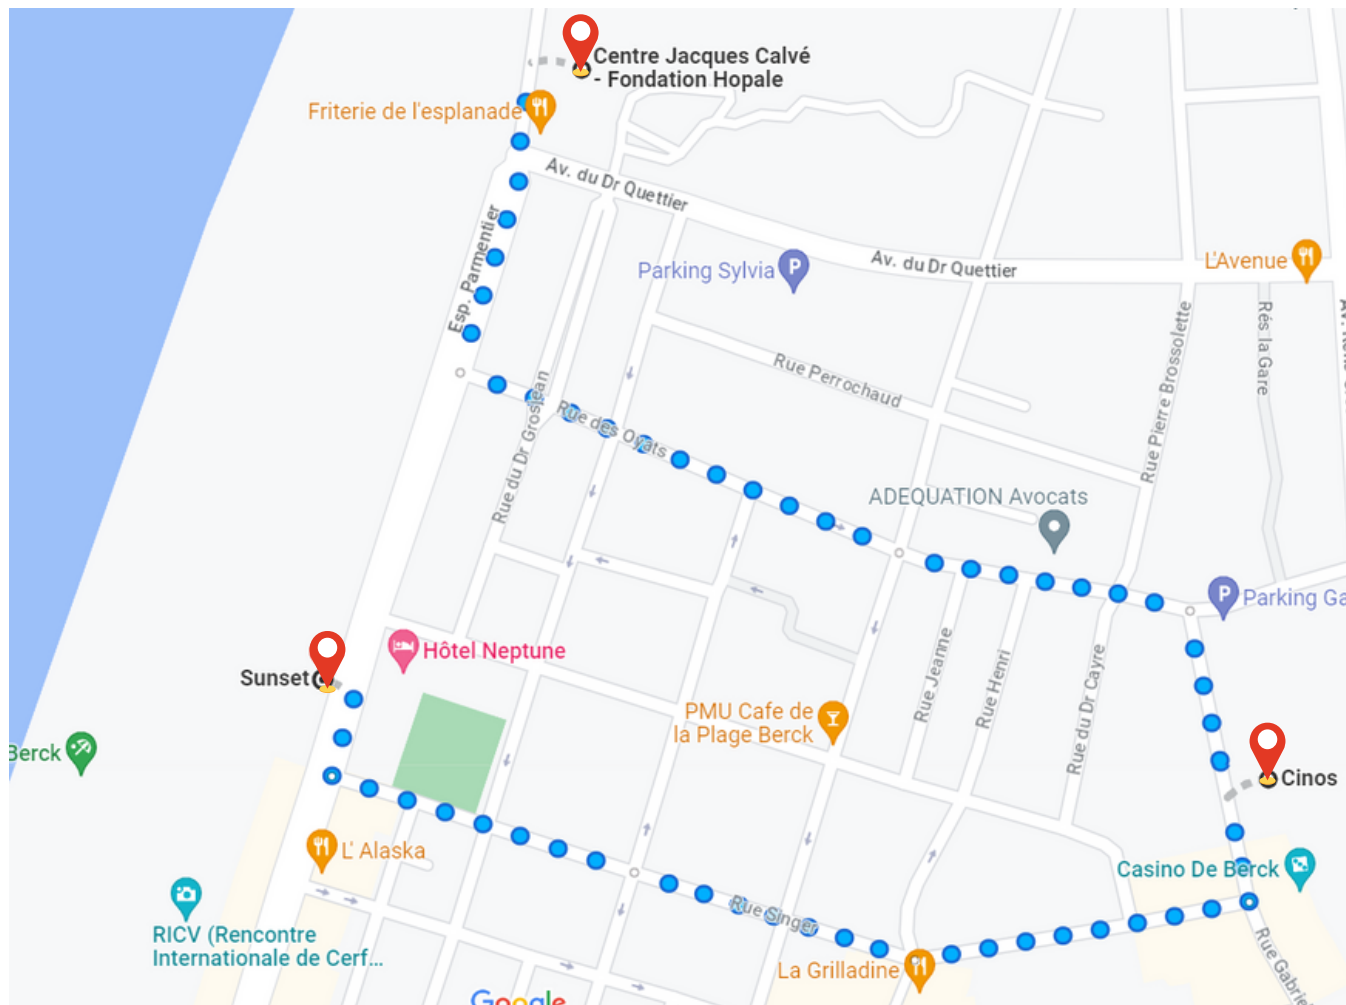 Centre Jacques Calvé
- Fondation Hopale
Friterie de l'esplanade
Av. du Dr Quettier
Esp. Parmentier
Parking Sylvia
Av. du Dr Quettier
L'Avenue
Rue Perrochaud
Rue Pierre Brossolette
Rés la Gare
Rue du Dr Grosjean
Rue des Oyats
ADEQUATION Avocats
Parking Ga
Hôtel Neptune
Sunset
Rue Jeanne
Rue Henri
Rue du Dr Cayre
PMU Cafe de
la Plage Berck
Berck
Cinos
L' Alaska
Casino De Berck
Rue Singer
RICV (Rencontre
Internationale de Cerf...
La Grilladine
Rue Gabrie
Google